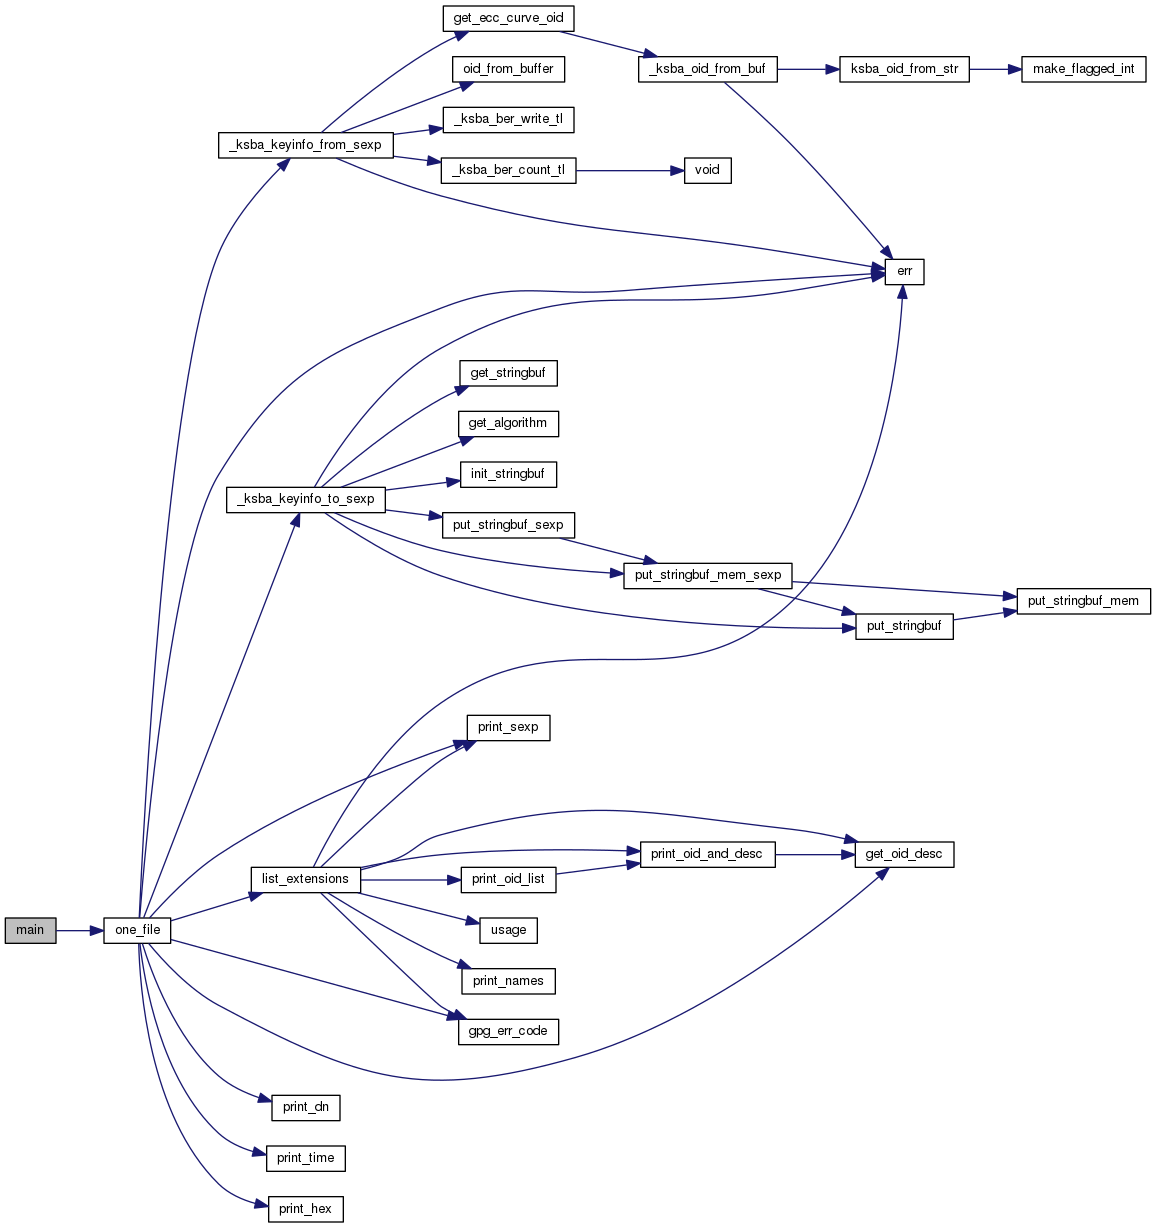 get_ecc_curve_oid
oid_from_buffer
_ksba_oid_from_buf
ksba_oid_from_str
make_flagged_int
_ksba_ber_write_tl
_ksba_keyinfo_from_sexp
_ksba_ber_count_tl
void
err
get_stringbuf
get_algorithm
init_stringbuf
_ksba_keyinfo_to_sexp
put_stringbuf_sexp
put_stringbuf_mem_sexp
put_stringbuf_mem
put_stringbuf
print_sexp
print_oid_and_desc
get_oid_desc
list_extensions
print_oid_list
main
one_file
usage
print_names
gpg_err_code
print_dn
print_time
print_hex